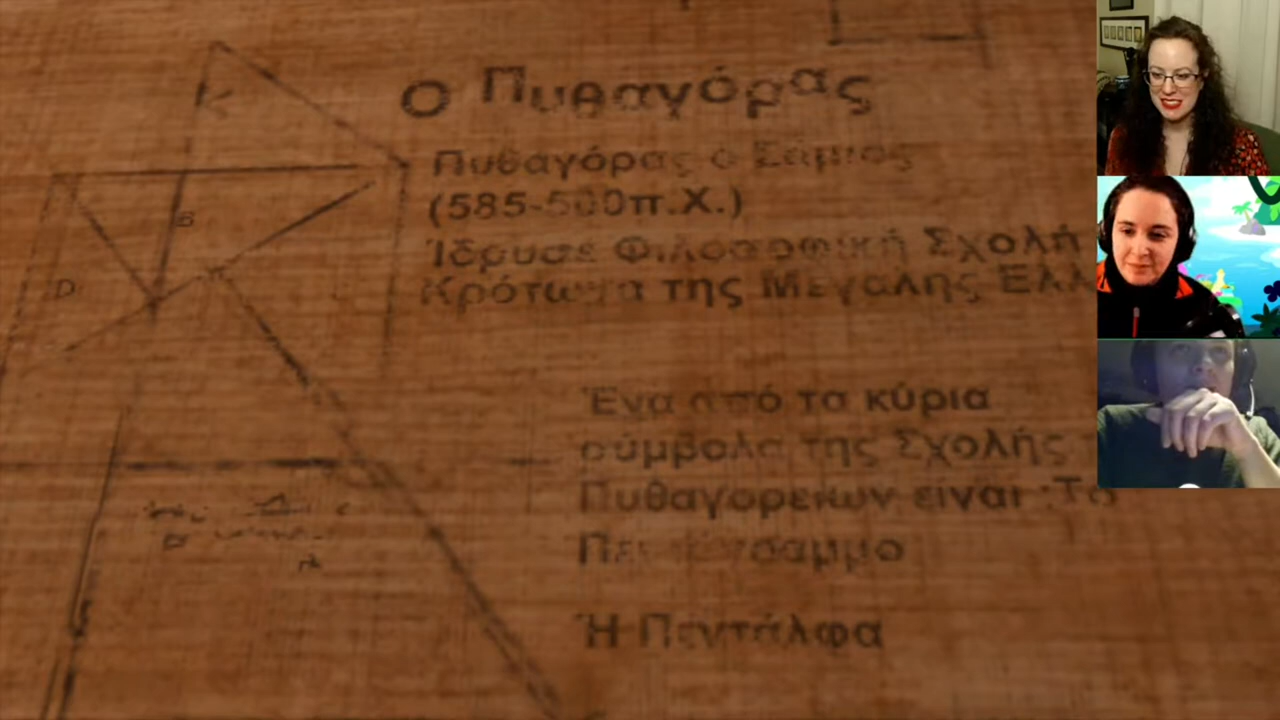 Ο Πυθαγόρας
Πυθαγόρας ο Σάμιος
(585-500π.Χ.)
Ίδρυσε Φιλοσοφική Σχολή
της Μεγάλης Ελλ
Ένα από τα κύρια
σύμβολα της Σχολής
Πυθαγορείων είναι :Το
Ή Πεντάλφα
B
D